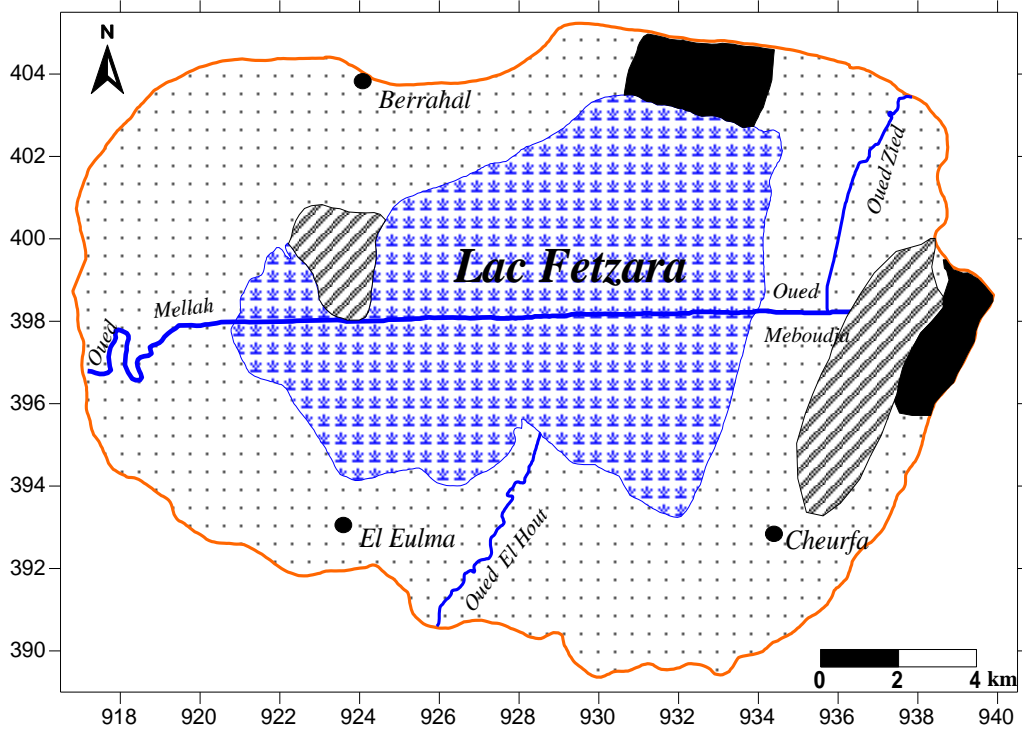 N
404
402
400
398
396
394
392
390
Berrahal
Oued Zied
Lac Fetzara
Oued
Mellah
Oued
Meboudja
El Eulma
Oued El Hout
Cheurfa
0 2 4 km
918 920 922 924 926 928 930 932 934 936 938 940